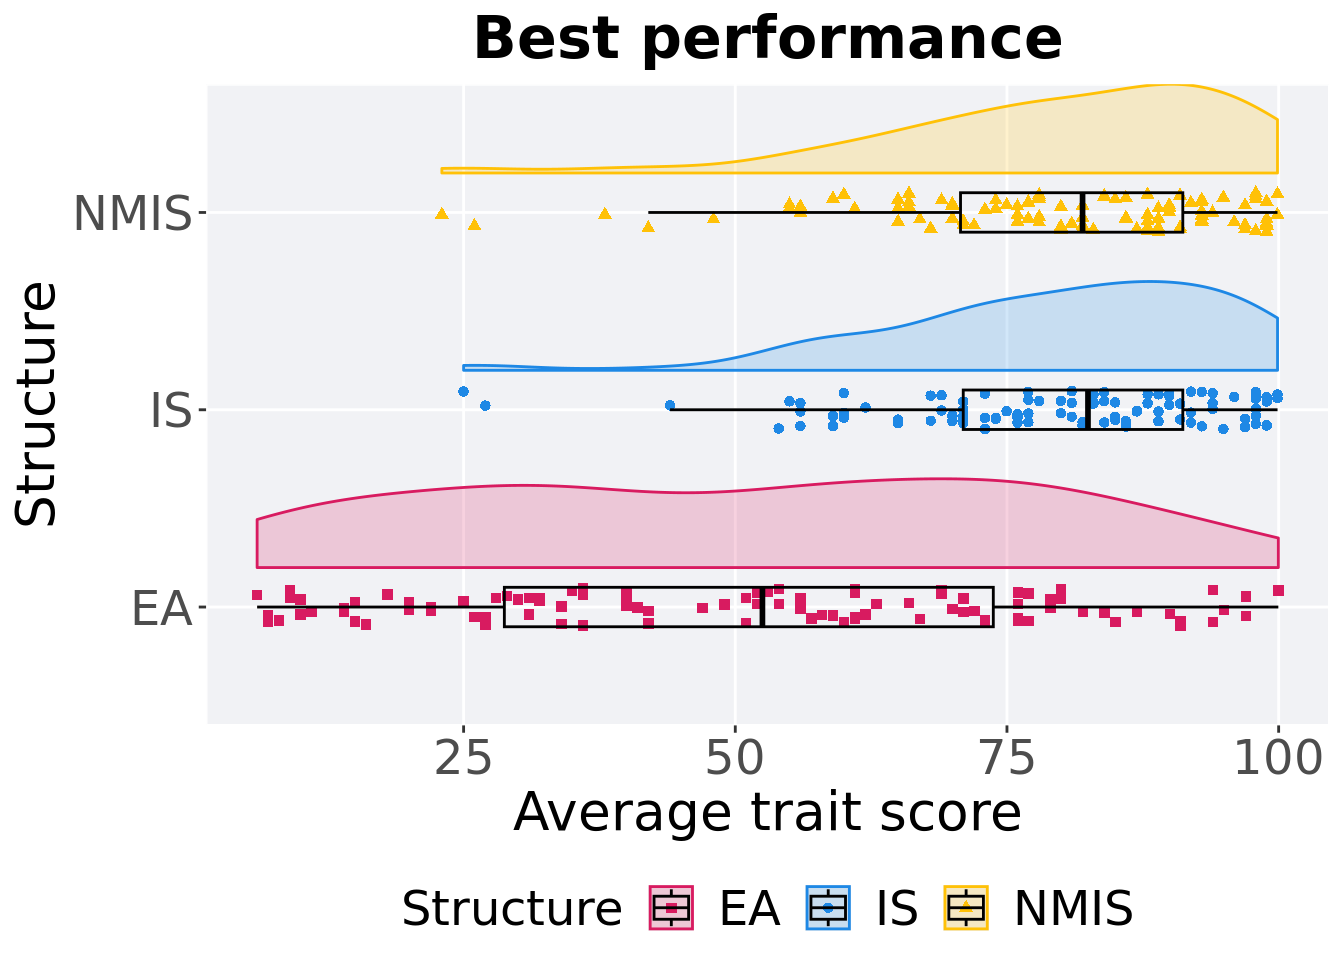 Best performance
Structure
NMIS
IS
EA
25 50 75 100
Average trait score
Structure EA IS NMIS